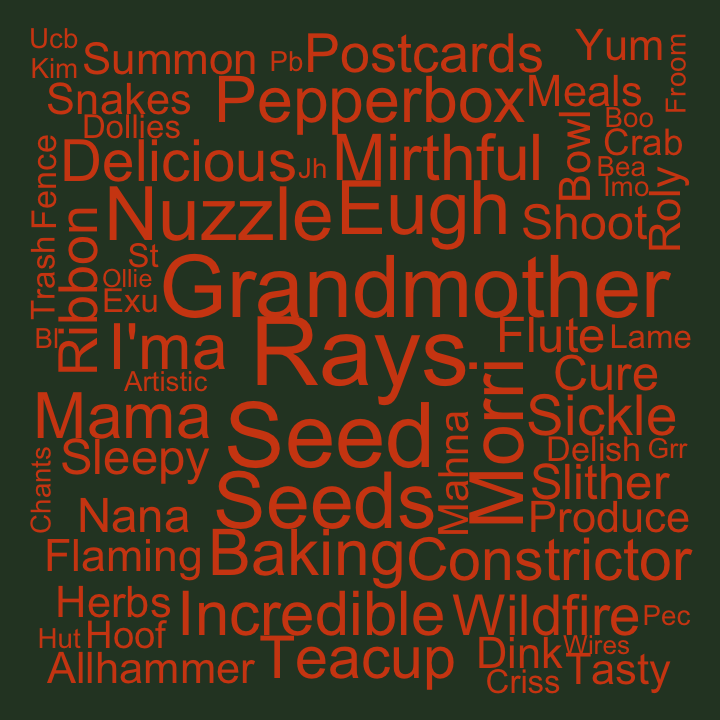 Ucb
Summon
Pb
Postcards
Yum
Kim
Froom
Snakes
Pepperbox
Meals
Dollies
Boo
Fence
Delicious
Jh
Mirthful
Bowl
Crab
Bea
Imo
Roly
Nuzzle
Eugh
Shoot
Ribbon
Trash
St
Ollie
Exu
Grandmother
Bl
I'ma
Rays
Flute
Lame
Artistic
Cure
Morri
Mama
Seed
Mahna
Sickle
Sleepy
Delish
Grr
Chants
Seeds
Slither
Nana
Produce
Flaming
Baking
Constrictor
Herbs
Incredible
Wildfire
Pec
Hut
Hoof
Teacup
Dink
Wires
Allhammer
Criss
Tasty